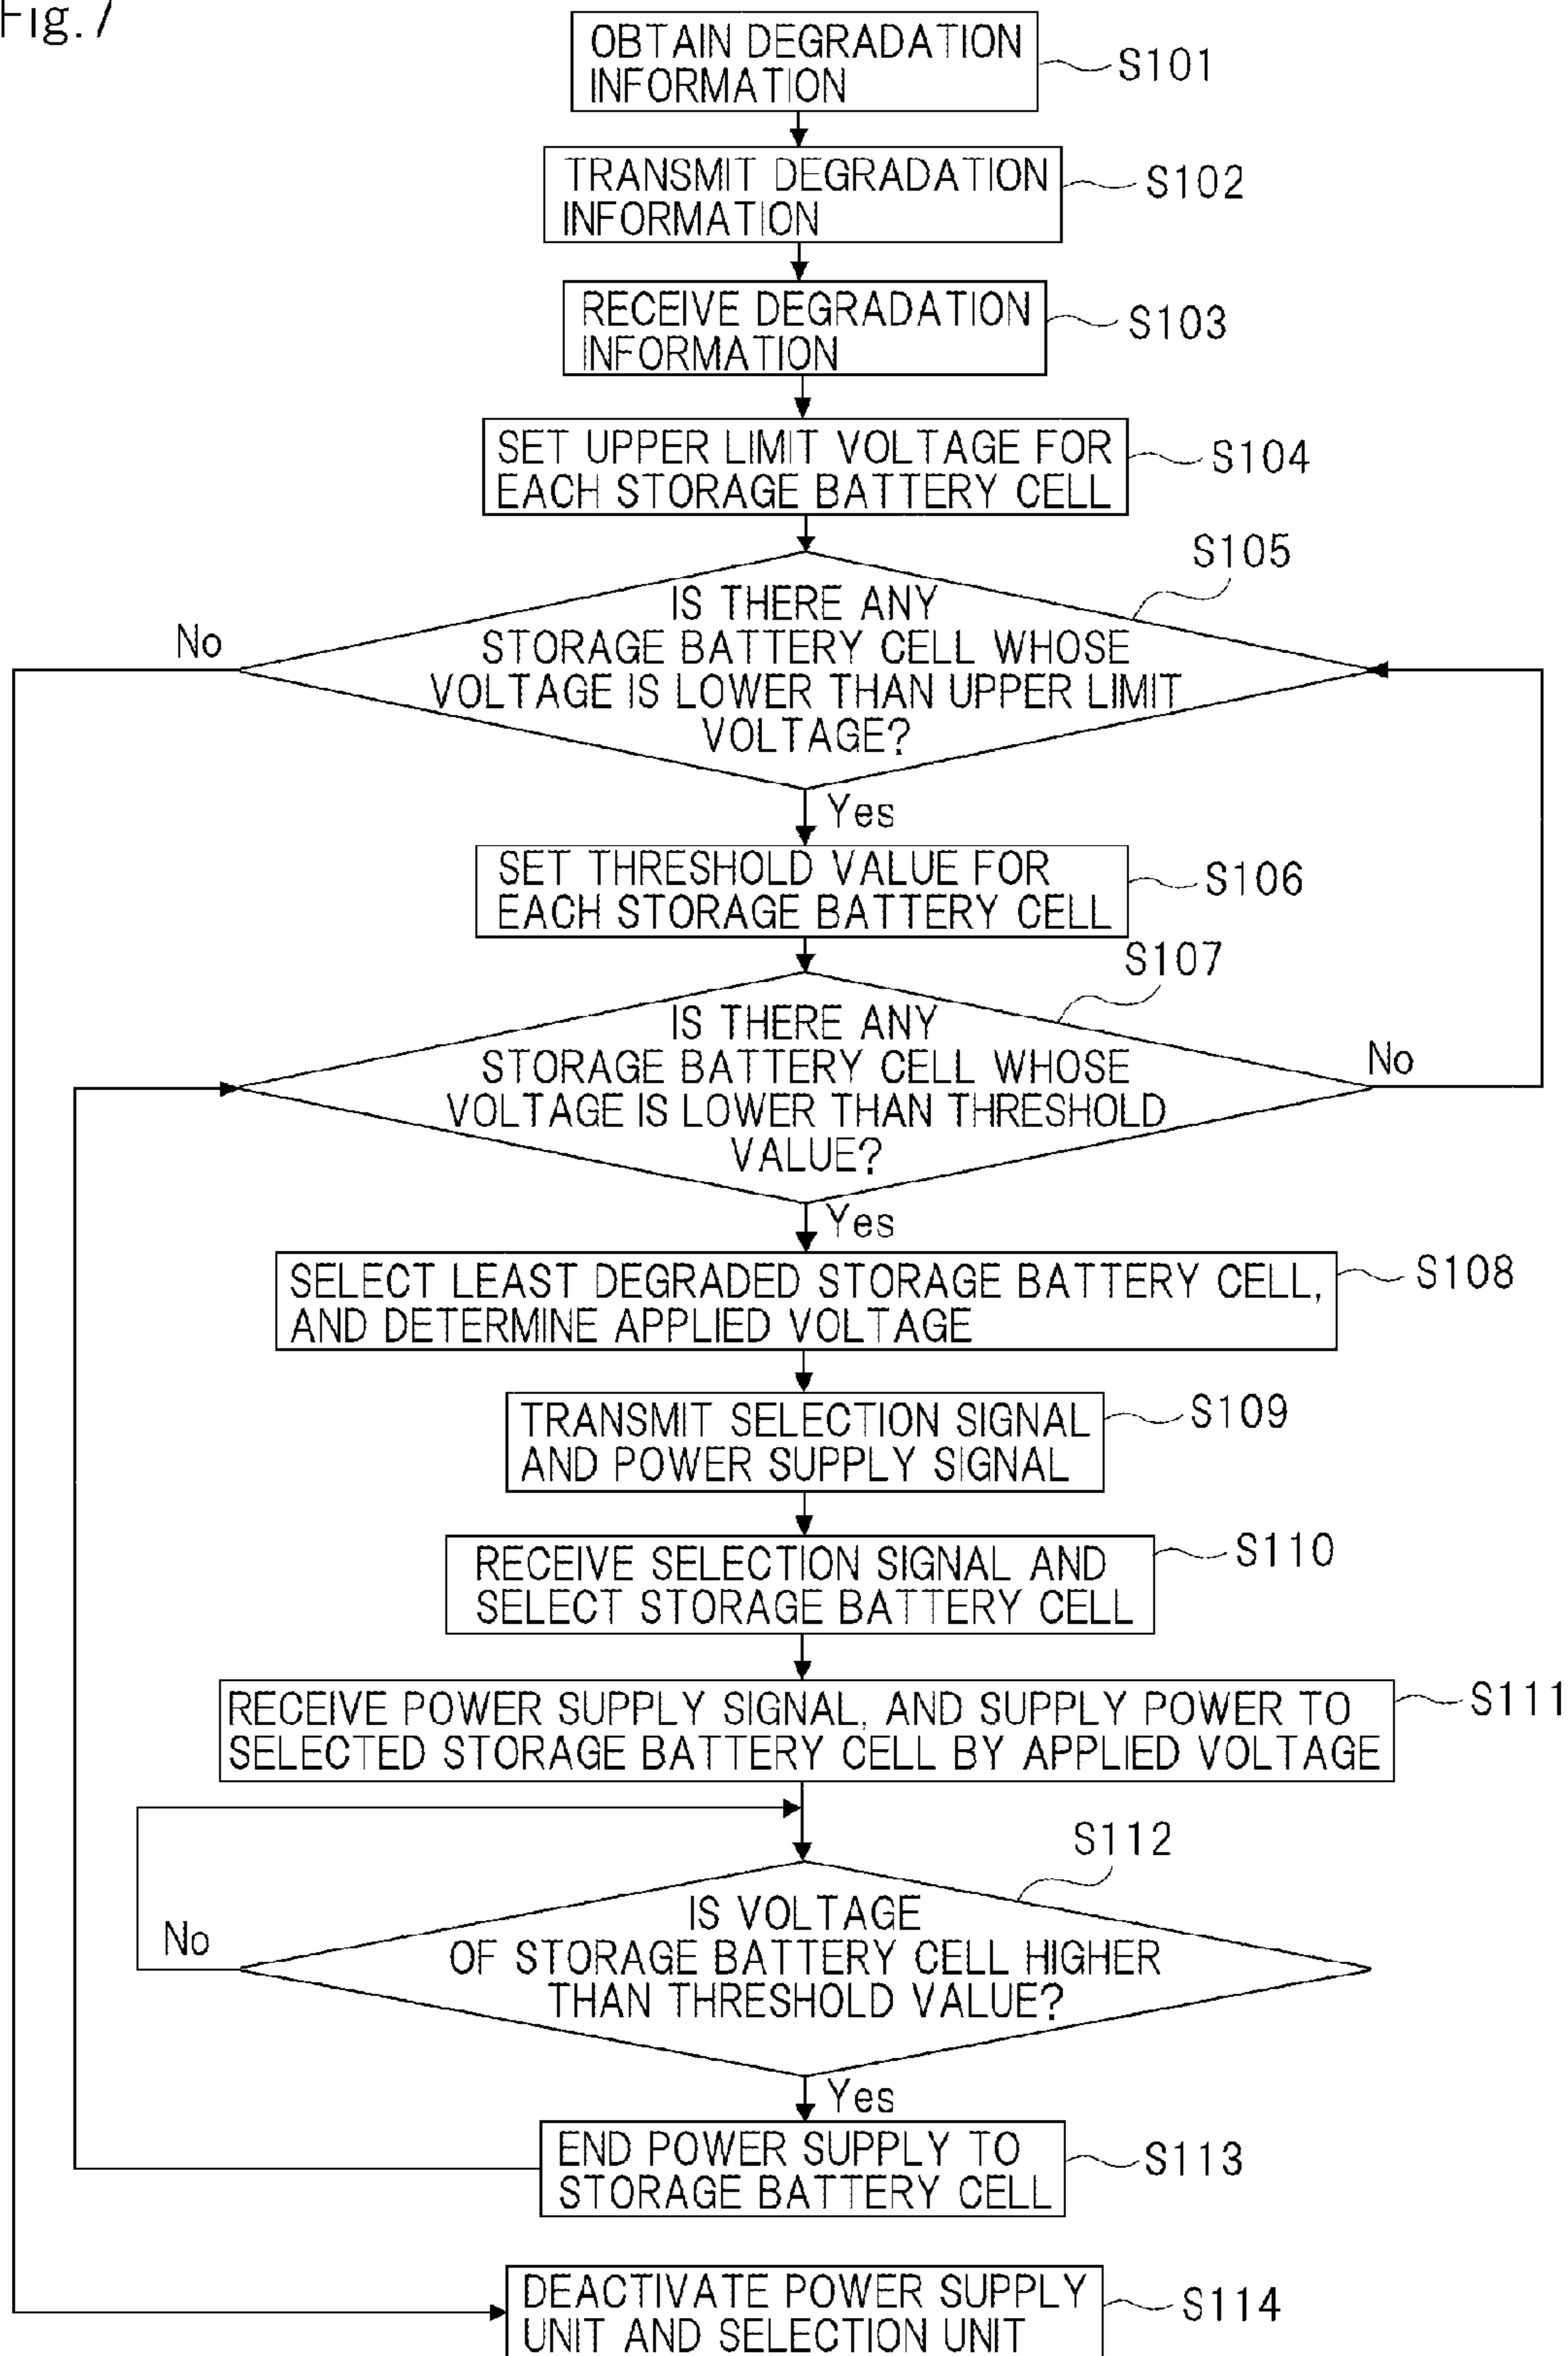 Fig.7
OBTAIN DEGRADATION
INFORMATION
S101
TRANSMIT DEGRADATION
INFORMATION
S102
RECEIVE DEGRADATION
INFORMATION
S103
SET UPPER LIMIT VOLTAGE FOR
EACH STORAGE BATTERY CELL
S104
S105
IS THERE ANY
STORAGE BATTERY CELL WHOSE
VOLTAGE IS LOWER THAN UPPER LIMIT
VOLTAGE?
No
Yes
SET THRESHOLD VALUE FOR
EACH STORAGE BATTERY CELL
S106
S107
IS THERE ANY
STORAGE BATTERY CELL WHOSE
VOLTAGE IS LOWER THAN THRESHOLD
VALUE?
No
Yes
SELECT LEAST DEGRADED STORAGE BATTERY CELL,
AND DETERMINE APPLIED VOLTAGE
S108
TRANSMIT SELECTION SIGNAL
AND POWER SUPPLY SIGNAL
S109
RECEIVE SELECTION SIGNAL AND
SELECT STORAGE BATTERY CELL
S110
RECEIVE POWER SUPPLY SIGNAL, AND SUPPLY POWER TO
SELECTED STORAGE BATTERY CELL BY APPLIED VOLTAGE
S111
S112
IS VOLTAGE
OF STORAGE BATTERY CELL HIGHER
THAN THRESHOLD VALUE?
No
Yes
END POWER SUPPLY TO
STORAGE BATTERY CELL
S113
DEACTIVATE POWER SUPPLY
UNIT AND SELECTION UNIT
S114